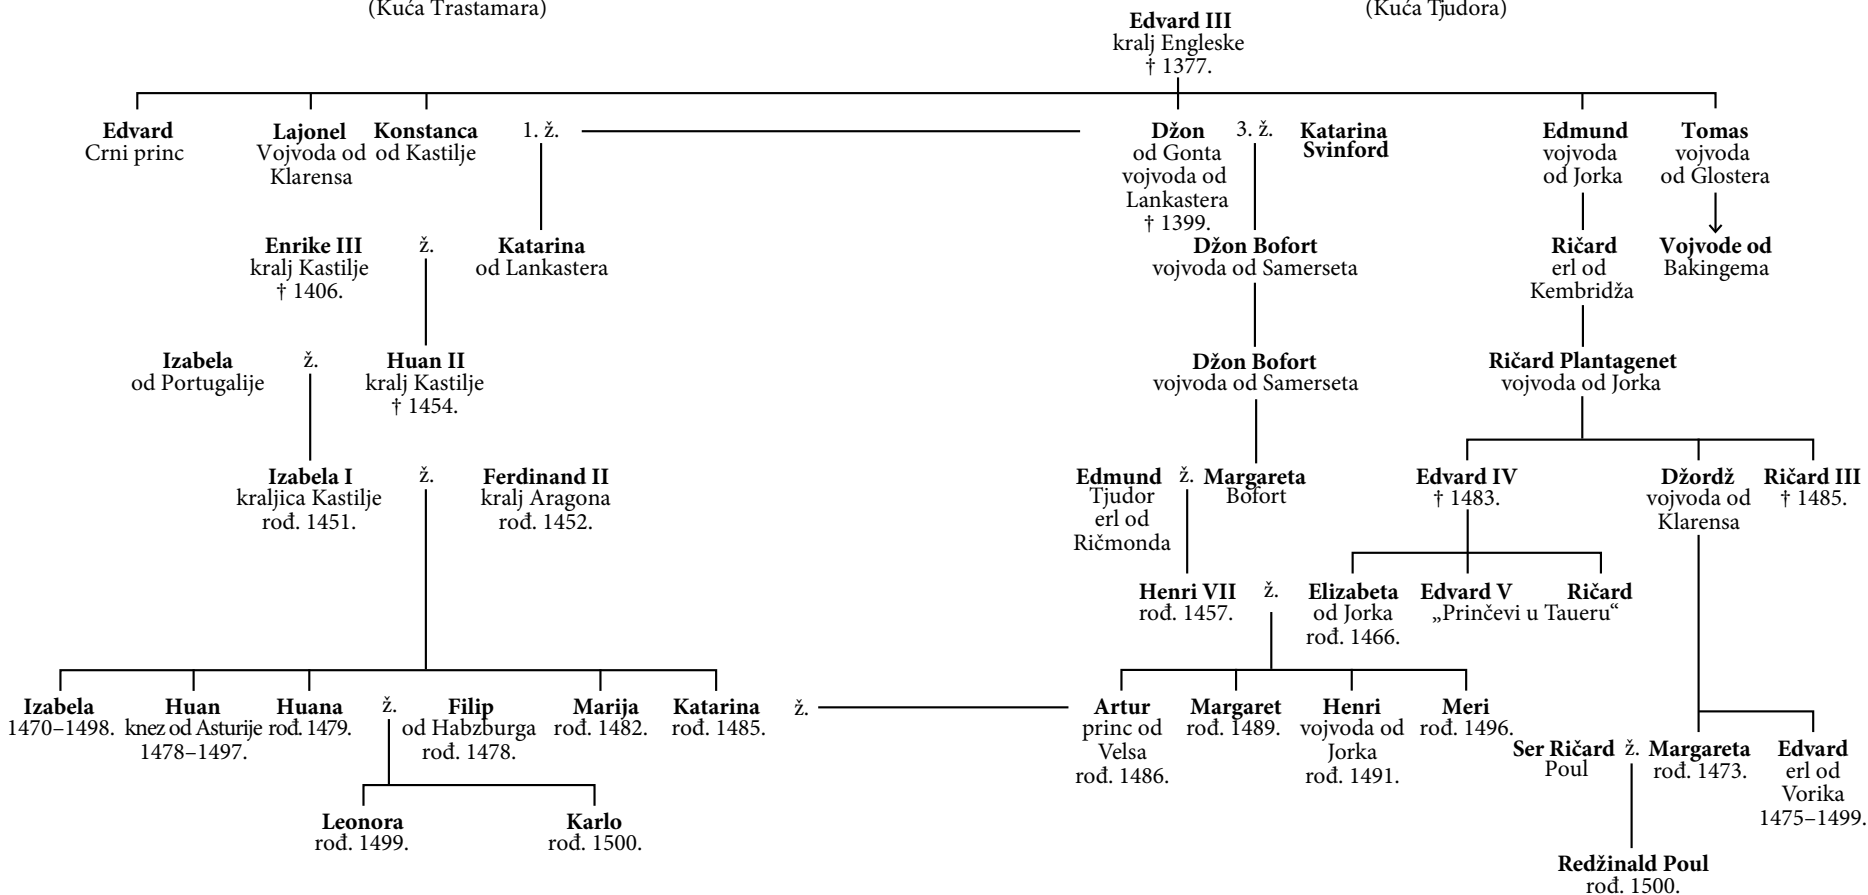 (Kuća Trastamara)
(Kuća Tjudora)
Edvard III
kralj Engleske
† 1377.
Edvard
Crni princ
Lajonel
Vojvoda od
Klarensa
Konstanca
od Kastilje
1. ž.
Džon
od Gonta
vojvoda od
Lankastera
† 1399.
3. ž.
Katarina
Svinford
Edmund
vojvoda
od Jorka
Tomas
vojvoda
od Glostera
Enrike III
kralj Kastilje
† 1406.
ž.
Katarina
od Lankastera
Džon Bofort
vojvoda od Samerseta
Ričard
erl od
Kembridža
Vojvode od
Bakingema
Izabela
od Portugalije
ž.
Huan II
kralj Kastilje
† 1454.
Džon Bofort
vojvoda od Samerseta
Ričard Plantagenet
vojvoda od Jorka
Izabela I
kraljica Kastilje
rođ. 1451.
ž.
Ferdinand II
kralj Aragona
rođ. 1452.
Edmund
Tjudor
erl od
Ričmonda
ž.
Margareta
Bofort
Edvard IV
† 1483.
Džordž
vojvoda od
Klarensa
Ričard III
† 1485.
Henri VII
rođ. 1457.
ž.
Elizabeta
od Jorka
rođ. 1466.
Edvard V
Ričard
„Prinčevi u Taueru“
Izabela
1470–1498.
Huan
knez od Asturije
1478–1497.
Huana
rođ. 1479.
ž.
Filip
od Habzburga
rođ. 1478.
Marija
rođ. 1482.
Katarina
rođ. 1485.
ž.
Artur
princ od
Velsa
rođ. 1486.
Margaret
rođ. 1489.
Henri
vojvoda od
Jorka
rođ. 1491.
Meri
rođ. 1496.
Ser Ričard
Poul
ž.
Margareta
rođ. 1473.
Edvard
erl od
Vorika
1475–1499.
Leonora
rođ. 1499.
Karlo
rođ. 1500.
Redžinald Poul
rođ. 1500.